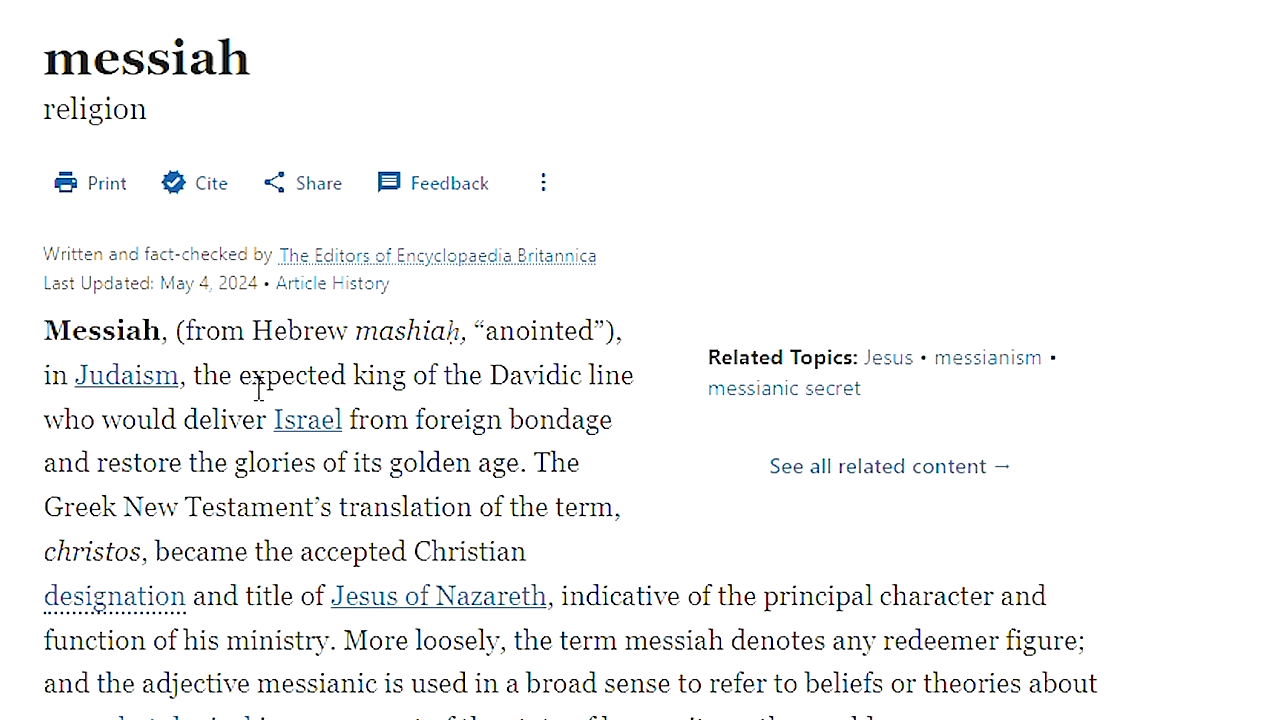 messiah
religion
Print Cite Share Feedback
Written and fact-checked by The Editors of Encyclopaedia Britannica
Last Updated: May 4, 2024 • Article History
Messiah, (from Hebrew mashiaḥ, “anointed”),
in Judaism, the expected king of the Davidic line
who would deliver Israel from foreign bondage
and restore the glories of its golden age. The
Greek New Testament’s translation of the term,
christos, became the accepted Christian
designation and title of Jesus of Nazareth, indicative of the principal character and
function of his ministry. More loosely, the term messiah denotes any redeemer figure;
and the adjective messianic is used in a broad sense to refer to beliefs or theories about
Related Topics: Jesus • messianism •
messianic secret
See all related content →